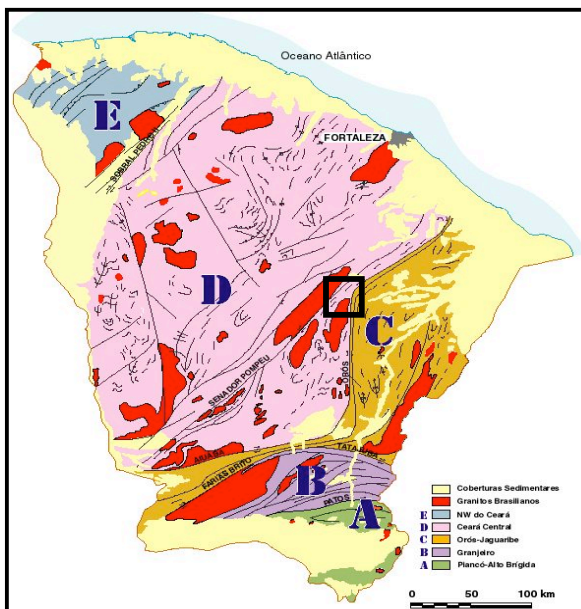 Oceano Atlântico
FORTALEZA
E
SOBRAL PEDRO II
D
C
SENADOR POMPEU
ORÓS
AIUABA
TATAJUBA
FARIAS BRITO
B
PATOS
A
Coberturas Sedimentares
Granitos Brasilianos
E NW do Ceará
D Ceará Central
C Orós-Jaguaribe
B Granjeiro
A Piancó-Alto Brígida
0 50 100 km